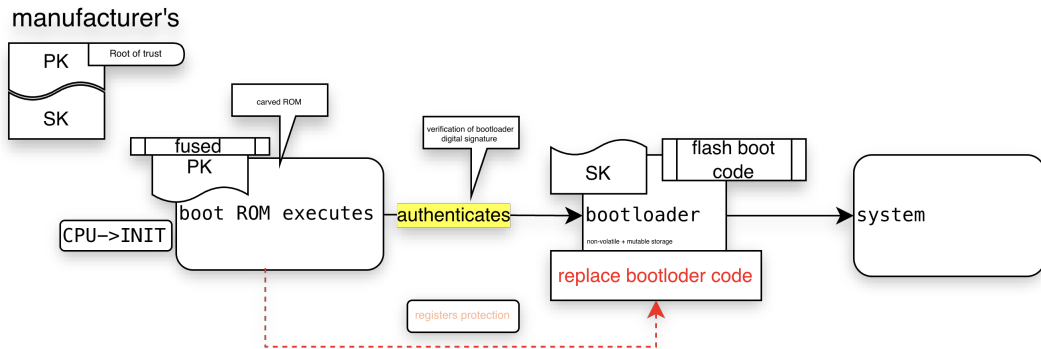 manufacturer's
PK
Root of trust
SK
carved ROM
fused
PK
verification of bootloader
digital signature
SK
flash boot
code
boot ROM executes
authenticates
bootloader
system
CPU->INIT
non-volatile + mutable storage
replace bootloder code
registers protection